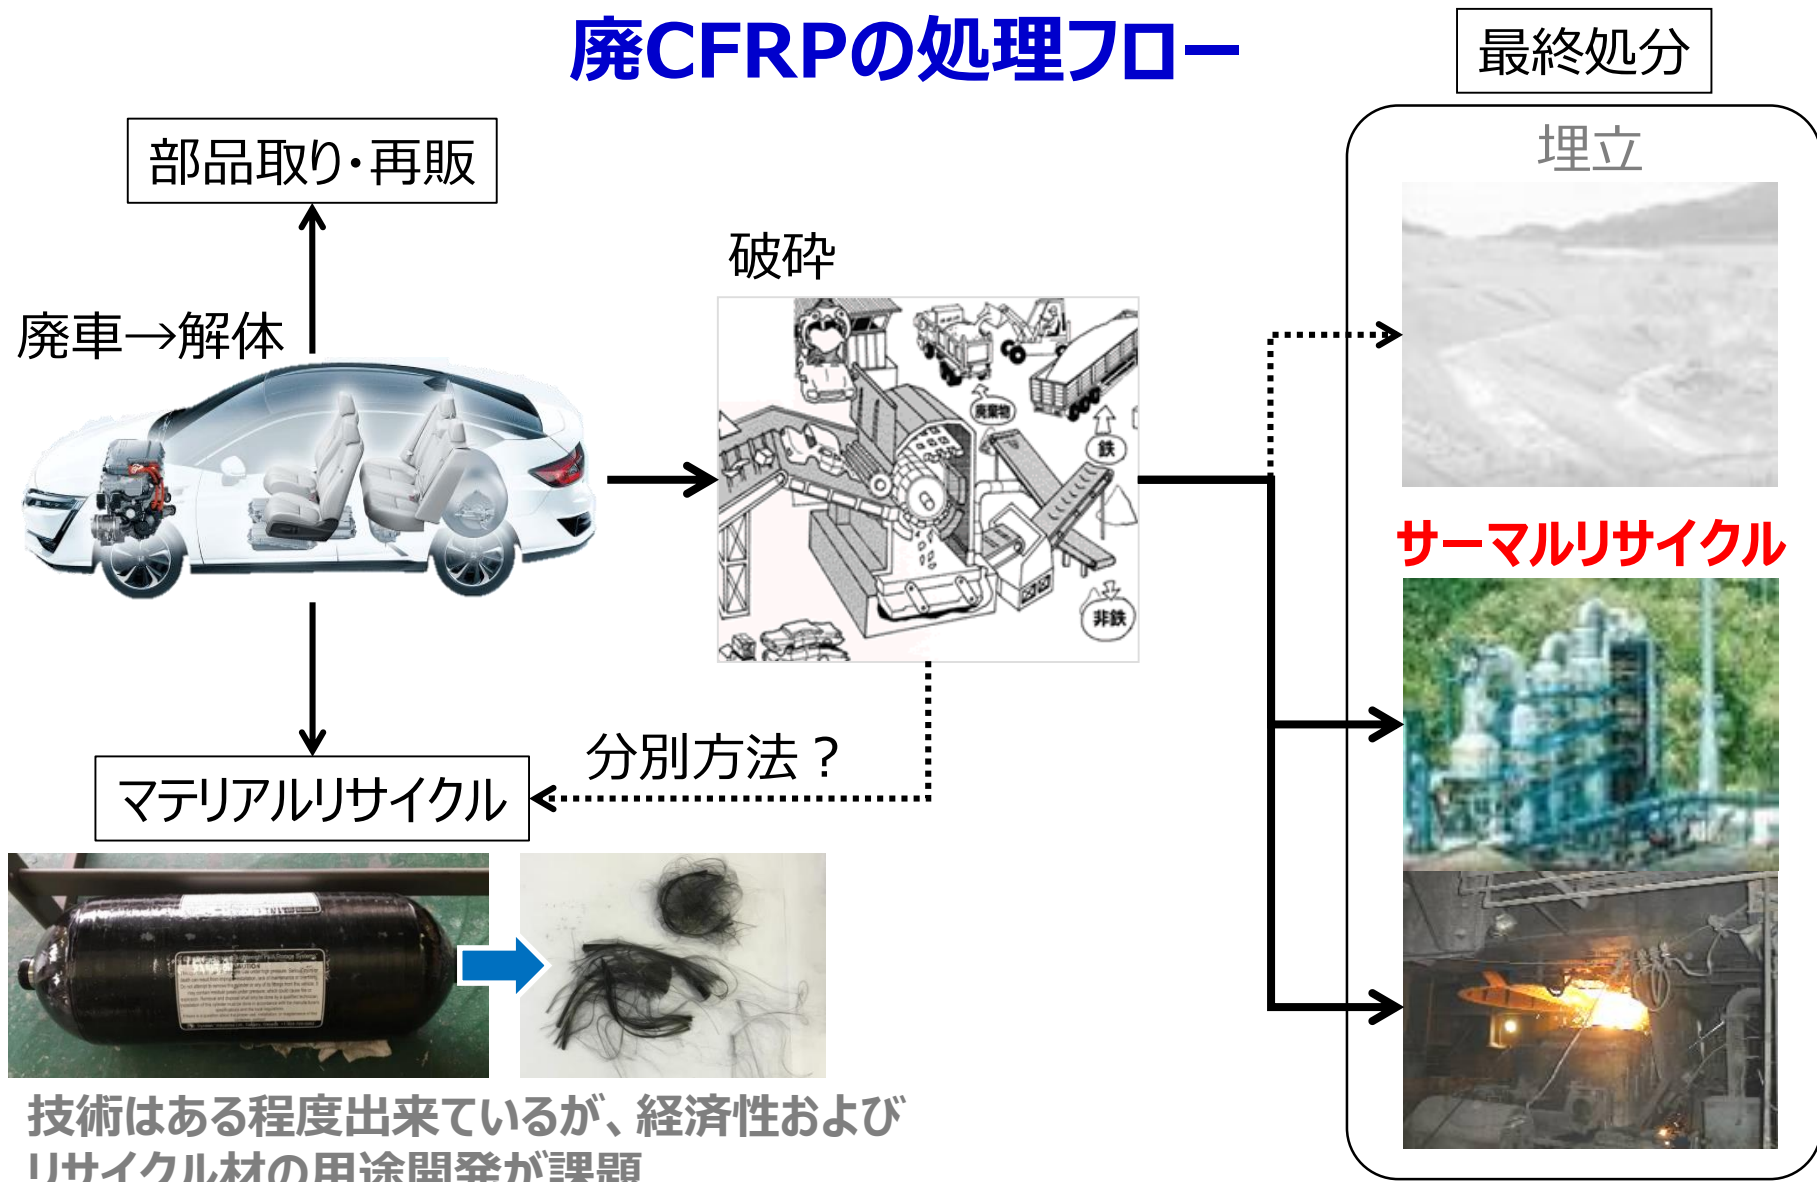 廃CFRPの処理フロー
最終処分
埋立
部品取り・再販
破砕
廃車→解体
廃棄物
鉄
非鉄
サーマルリサイクル
分別方法？
マテリアルリサイクル
技術はある程度出来ているが、経済性および
リサイクル材の用途開発が課題